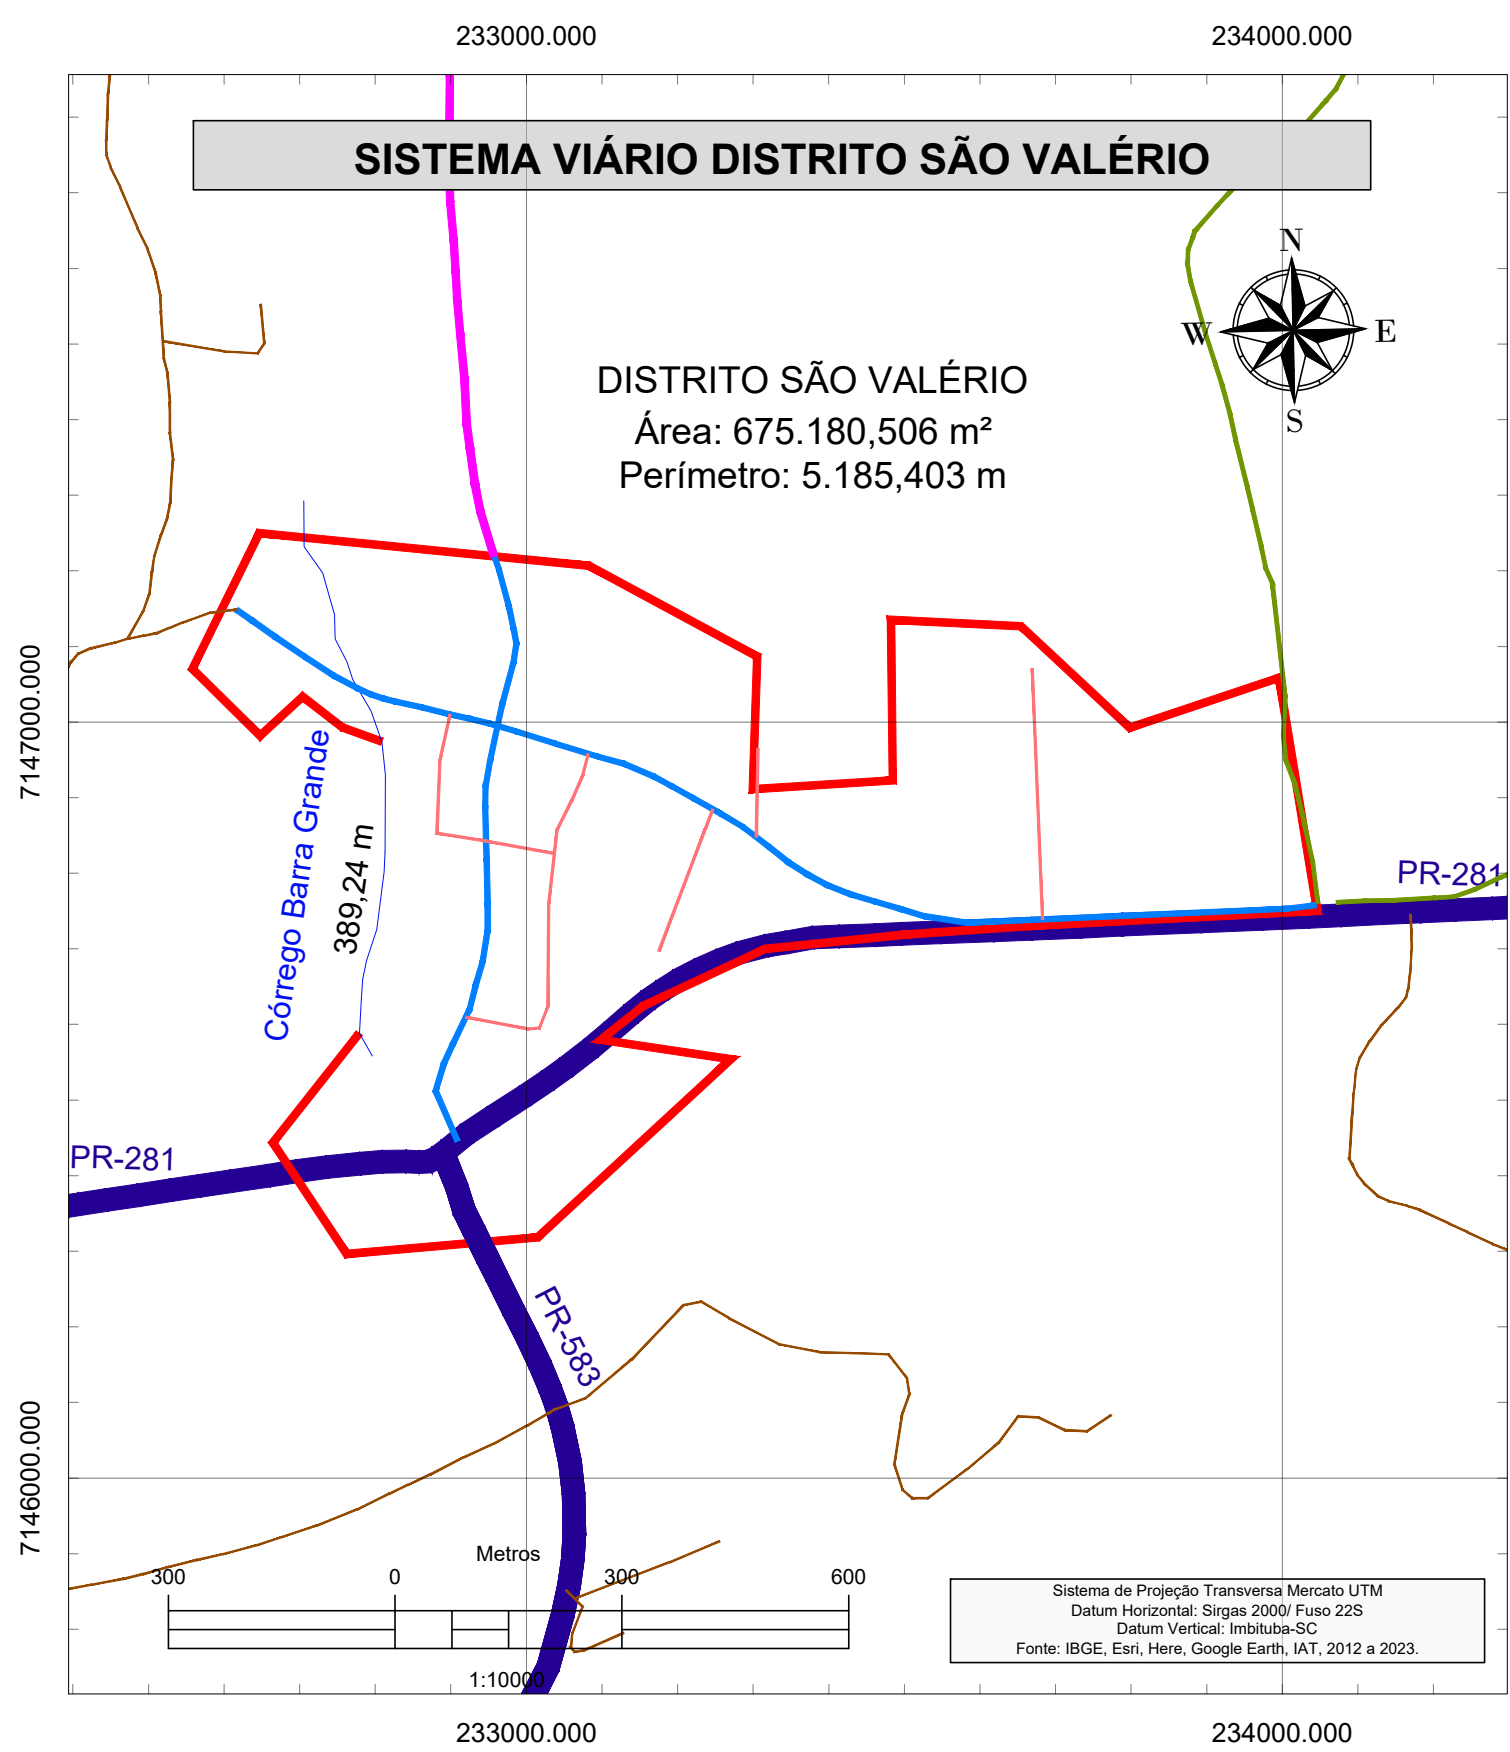 233000.000
234000.000
SISTEMA VIÁRIO DISTRITO SÃO VALÉRIO
N
W
E
S
DISTRITO SÃO VALÉRIO
Área: 675.180,506 m²
Perímetro: 5.185,403 m
7147000.000
Córrego Barra Grande
389,24 m
PR-281
PR-281
PR-583
7146000.000
Metros
300
0
300
600
1:10000
Sistema de Projeção Transversa Mercato UTM
Datum Horizontal: Sirgas 2000/ Fuso 22S
Datum Vertical: Imbituba-SC
Fonte: IBGE, Esri, Here, Google Earth, IAT, 2012 a 2023.
233000.000
234000.000